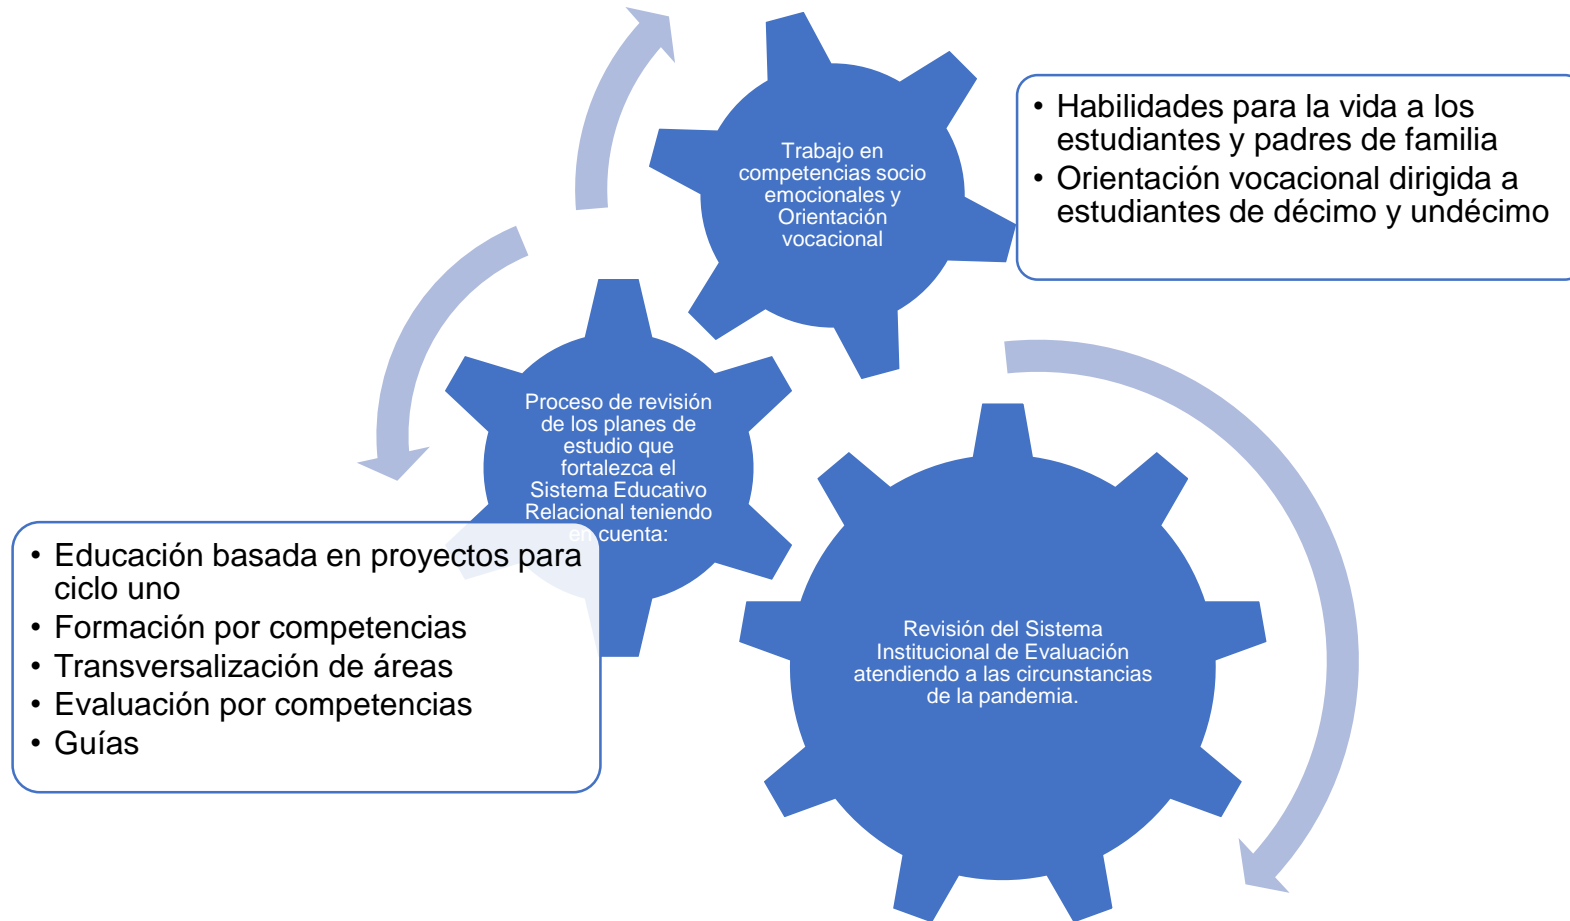 Trabajo en
competencias socio
emocionales y
Orientación
vocacional
• Habilidades para la vida a los
estudiantes y padres de familia
• Orientación vocacional dirigida a
estudiantes de décimo y undécimo
Proceso de revisión
de los planes de
estudio que
fortalezca el
Sistema Educativo
Relacional teniendo
en cuenta:
• Educación basada en proyectos para
ciclo uno
• Formación por competencias
• Transversalización de áreas
• Evaluación por competencias
• Guías
Revisión del Sistema
Institucional de Evaluación
atendiendo a las circunstancias
de la pandemia.